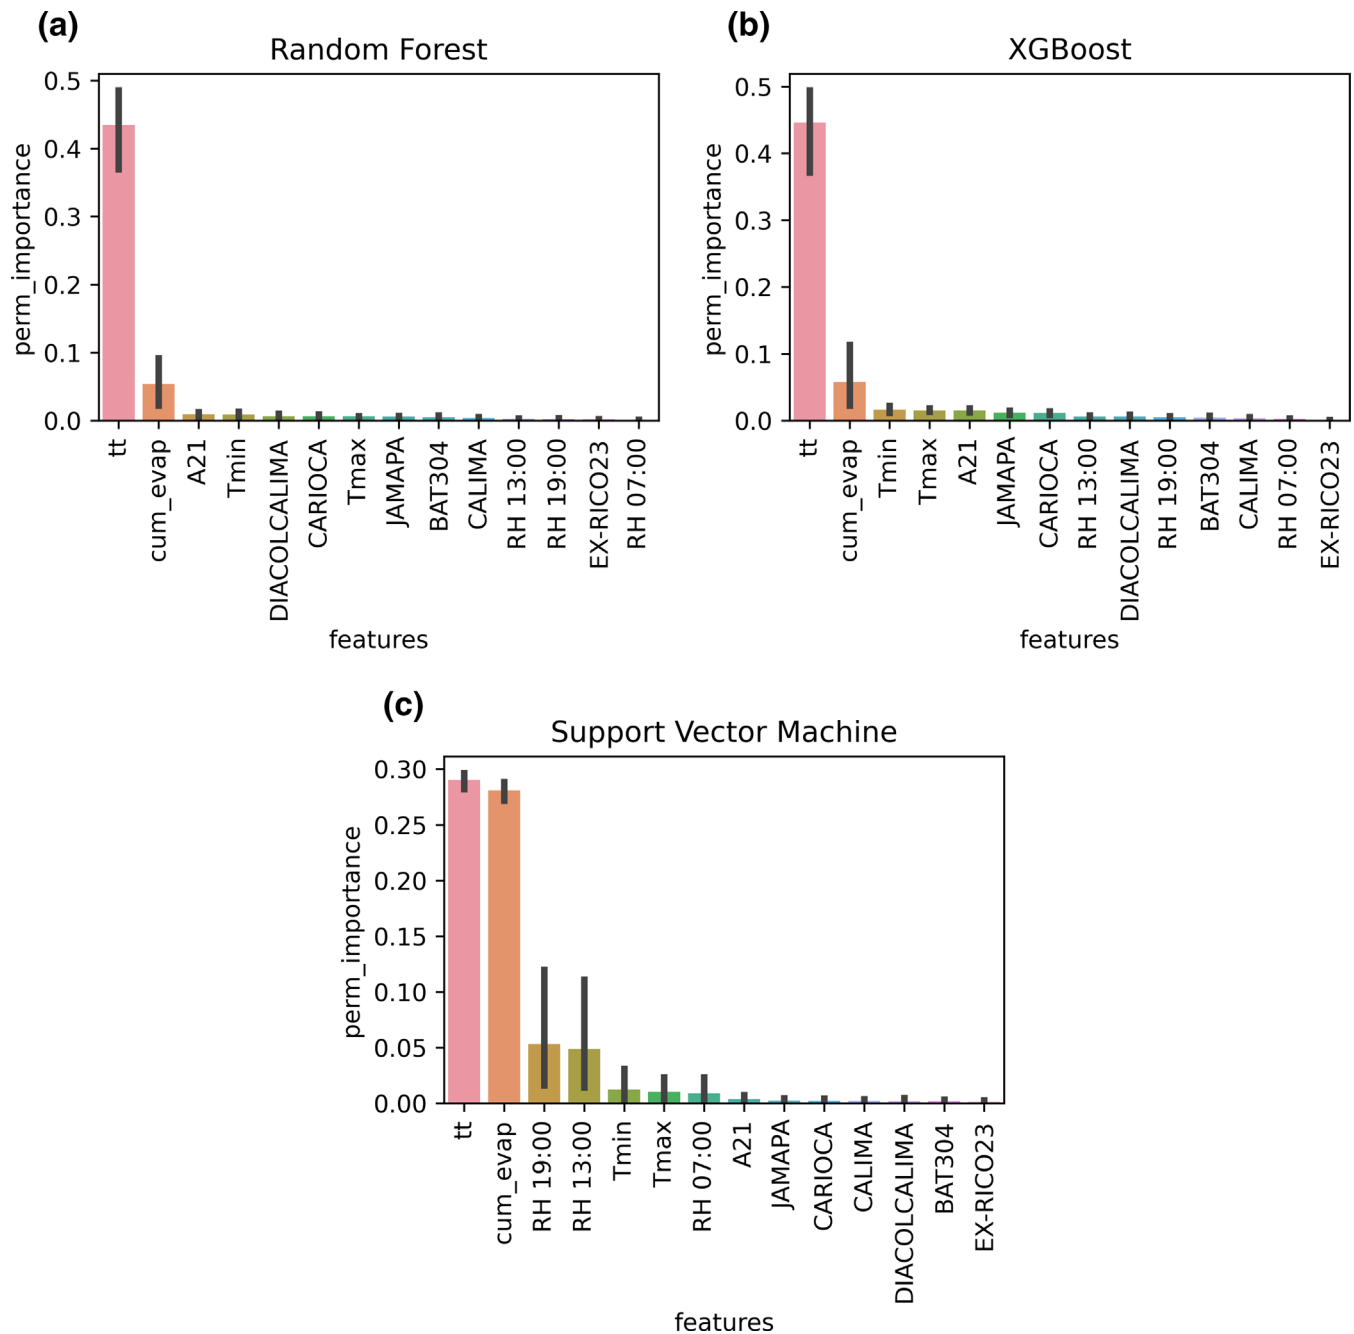 (a)
Random Forest
perm_importance
0.5
0.4
0.3
0.2
0.1
0.0
tt
cum_evap
A21
Tmin
DIACOLCALIMA
CARIOCA
Tmax
JAMAPA
BAT304
CALIMA
RH 13:00
RH 19:00
EX-RICO23
RH 07:00
features
(b)
XGBoost
perm_importance
0.5
0.4
0.3
0.2
0.1
0.0
tt
cum_evap
Tmin
Tmax
A21
JAMAPA
CARIOCA
RH 13:00
DIACOLCALIMA
RH 19:00
BAT304
CALIMA
RH 07:00
EX-RICO23
features
(c)
Support Vector Machine
perm_importance
0.30
0.25
0.20
0.15
0.10
0.05
0.00
tt
cum_evap
RH 19:00
RH 13:00
Tmin
Tmax
RH 07:00
A21
JAMAPA
CARIOCA
CALIMA
DIACOLCALIMA
BAT304
EX-RICO23
features